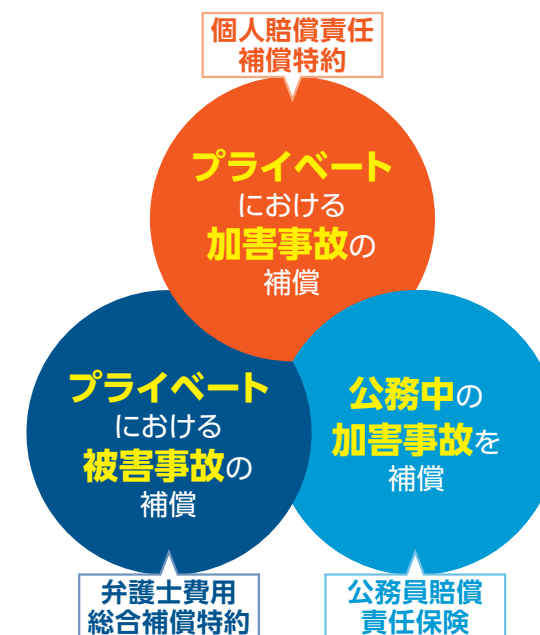 個人賠償責任
補償特約
プライベート
における
加害事故の
補償
プライベート
における
被害事故の
補償
公務中の
加害事故を
補償
弁護士費用
総合補償特約
公務員賠償
責任保険